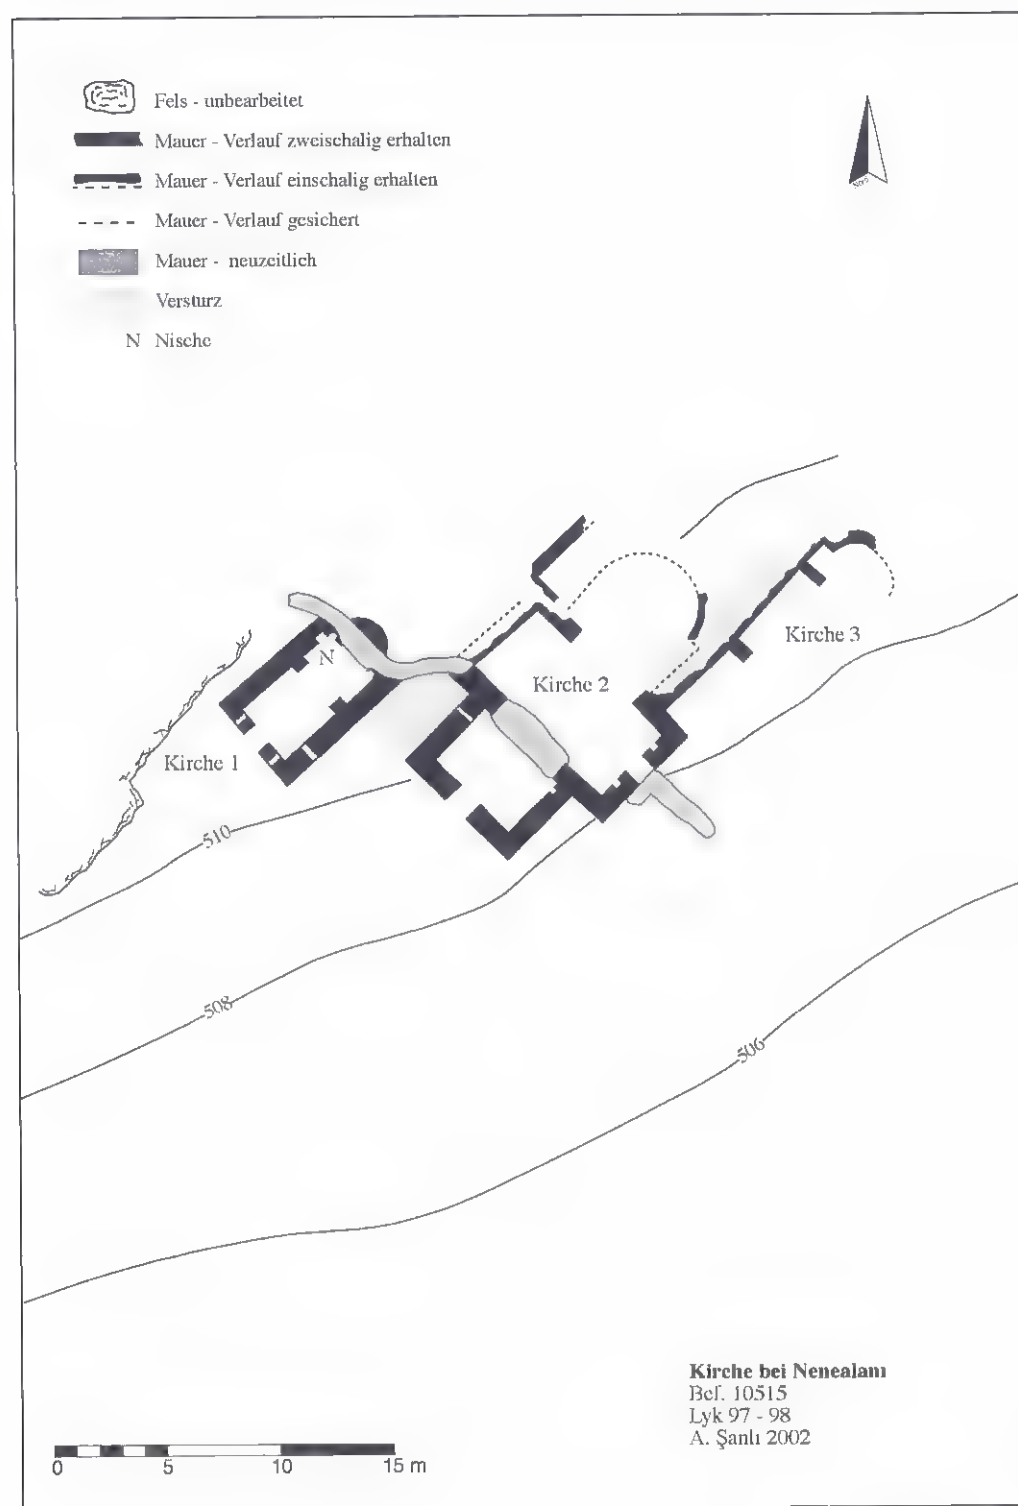 Fels - unbearbeitet
Mauer - Verlauf zweischalig erhalten
Mauer - Verlauf einschalig erhalten
Mauer - Verlauf gesichert
Mauer - neuzeitlich
Versturz
N Nische
Kirche 3
N
Kirche 2
Kirche 1
510
508
506
Kirche bei Nenealanı
Bef. 10515
Lyk 97 - 98
A. Şanlı 2002
0 5 10 15 m